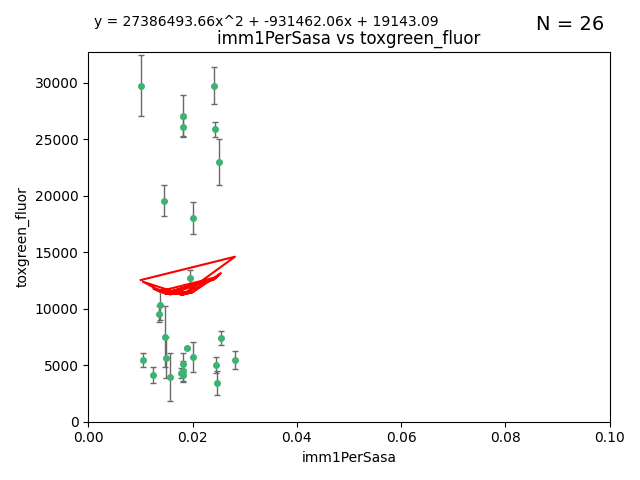 y = 27386493.66x^2 + -931462.06x + 19143.09
N = 26
imm1PerSasa vs toxgreen_fluor
30000
25000
20000
15000
10000
5000
0
toxgreen_fluor
0.00 0.02 0.04 0.06 0.08 0.10
imm1PerSasa